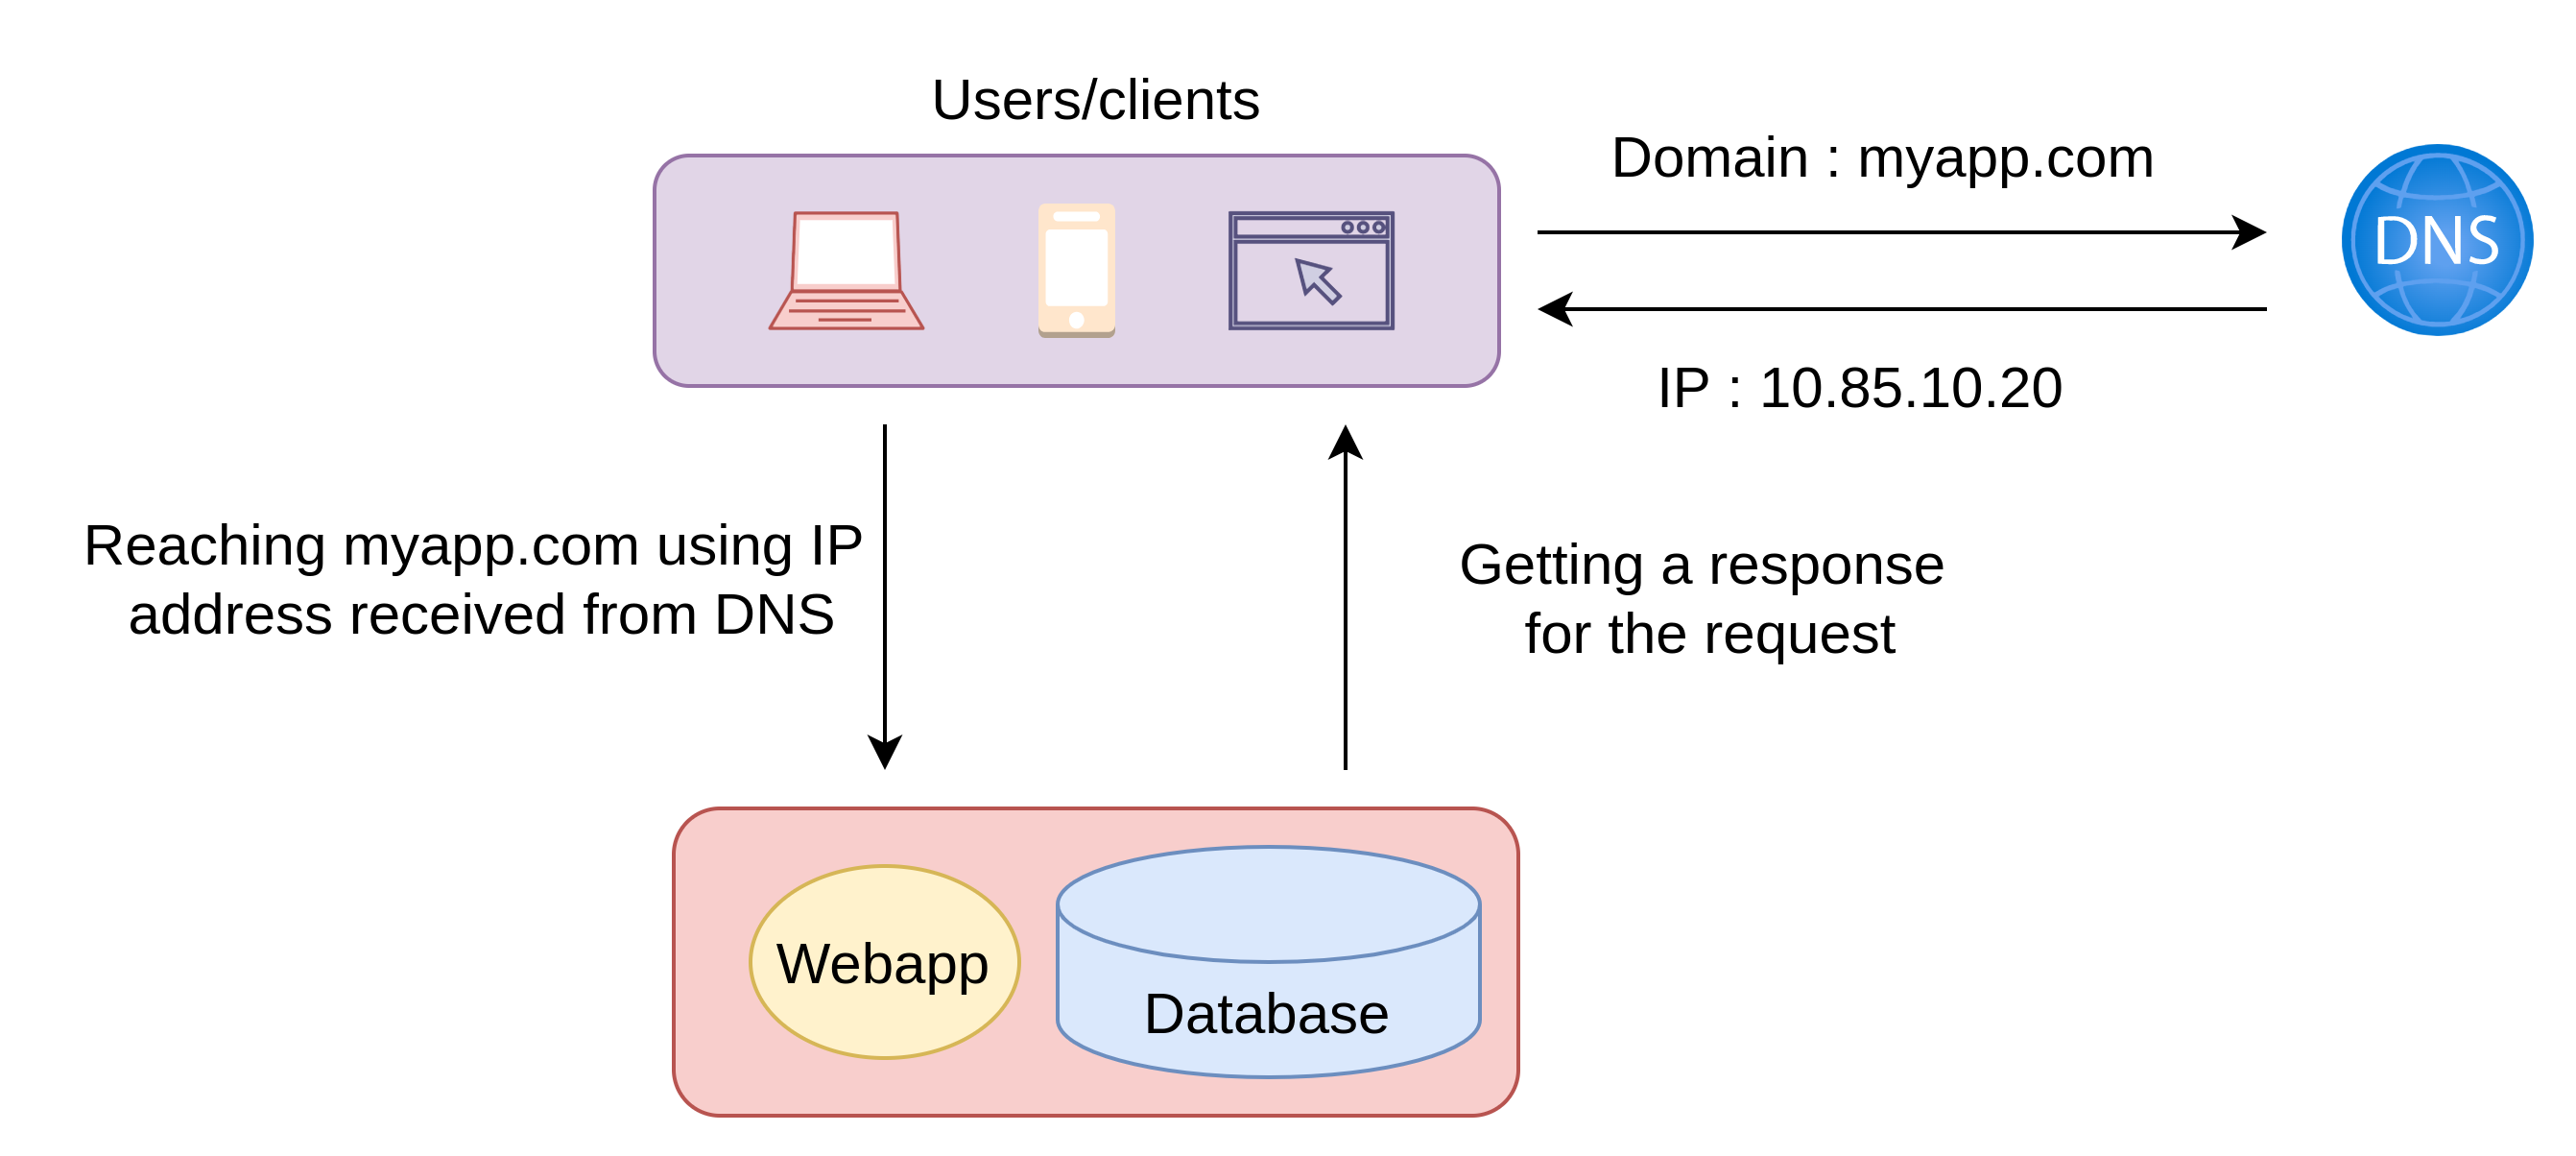 Users/clients
Domain : myapp.com
DNS
IP : 10.85.10.20
Reaching myapp.com using IP
address received from DNS
Getting a response
for the request
Webapp
Database